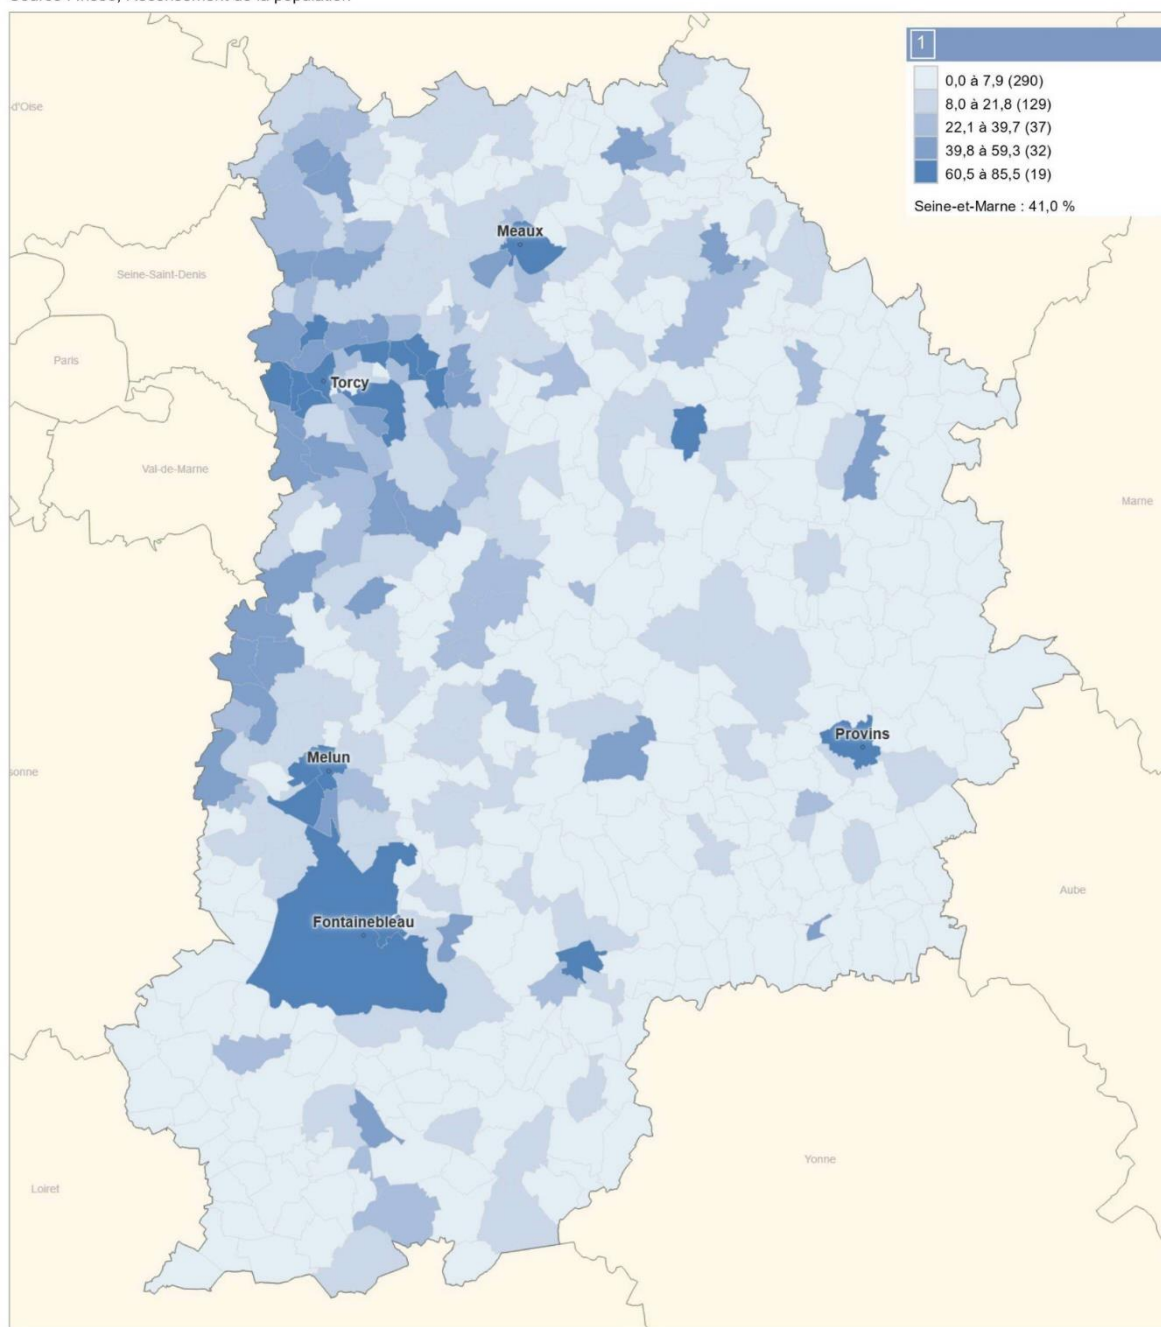 1
0,0 à 7,9 (290)
8,0 à 21,8 (129)
22,1 à 39,7 (37)
39,8 à 59,3 (32)
60,5 à 85,5 (19)
Seine-et-Marne : 41,0 %
d'Oise
Meaux
Seine-Saint-Denis
Paris
Torcy
Val-de-Marne
Marne
Provins
Melun
sonne
Aube
Fontainebleau
Yonne
Loiret